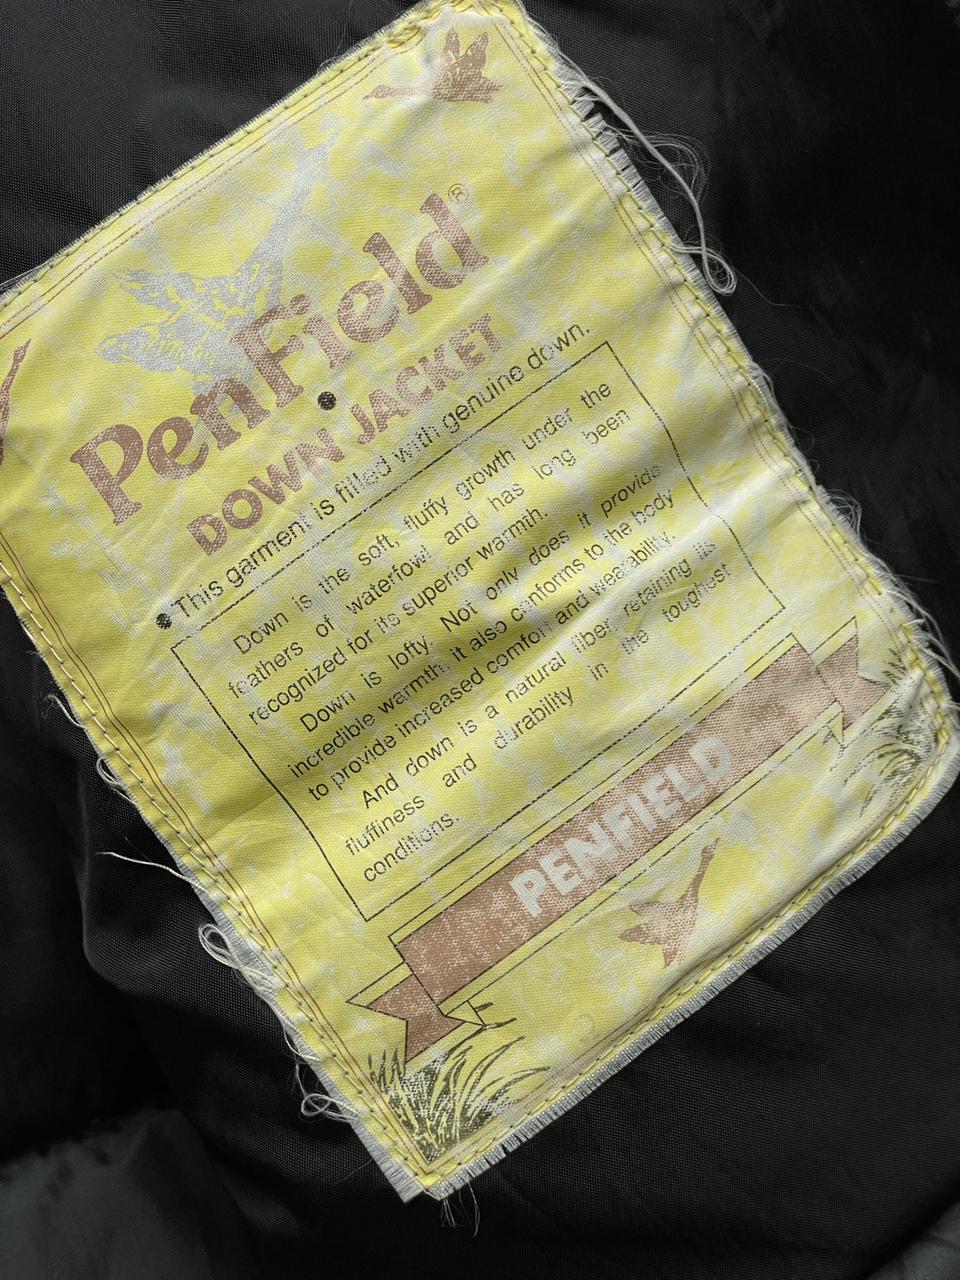 PenField®
DOWN JACKET
• This garment is filled with genuine down.
Down is the soft, fluffy growth under the
feathers of waterfowl and has long been
recognized for its superior warmth.
Down is lofty. Not only does it provide
incredible warmth, it also conforms to the body
to provide increased comfort and wearability.
And down is a natural fiber retaining its
fluffiness and durability in the toughest
conditions.
PENFIELD